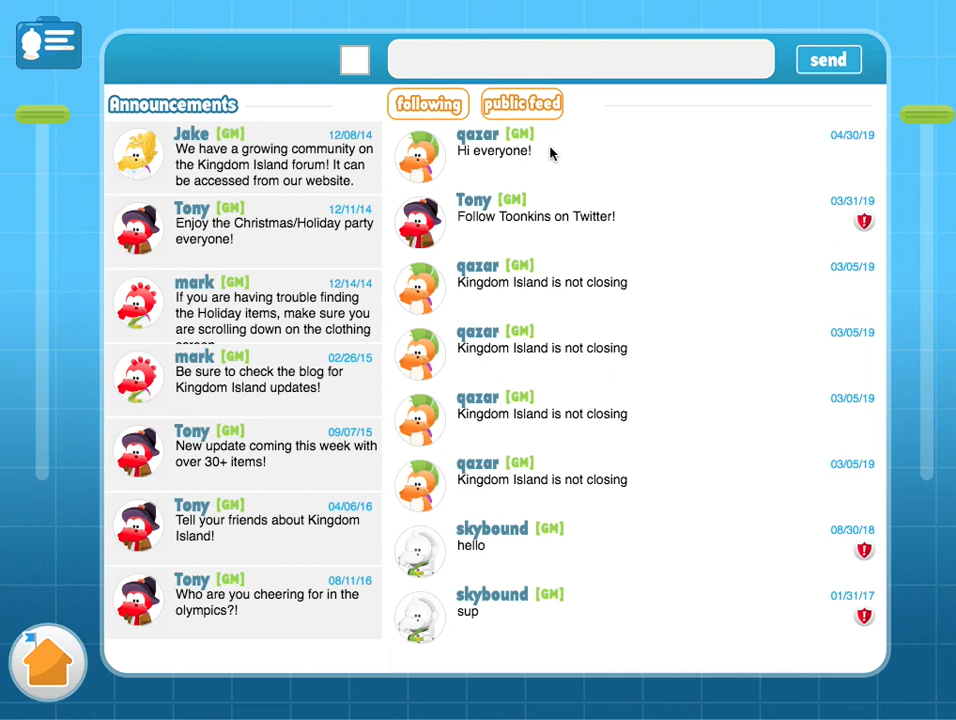 send
Announcements
following
public feed
Jake [GM] 12/08/14
We have a growing community on
the Kingdom Island forum! It can
be accessed from our website.
Tony [GM] 12/11/14
Enjoy the Christmas/Holiday party
everyone!
mark [GM] 12/14/14
If you are having trouble finding
the Holiday items, make sure you
are scrolling down on the clothing
mark [GM] 02/26/15
Be sure to check the blog for
Kingdom Island updates!
Tony [GM] 09/07/15
New update coming this week with
over 30+ items!
Tony [GM] 04/06/16
Tell your friends about Kingdom
Island!
Tony [GM] 08/11/16
Who are you cheering for in the
olympics?!
qazar [GM] 04/30/19
Hi everyone!
Tony [GM] 03/31/19
Follow Toonkins on Twitter!
qazar [GM] 03/05/19
Kingdom Island is not closing
qazar [GM] 03/05/19
Kingdom Island is not closing
qazar [GM] 03/05/19
Kingdom Island is not closing
qazar [GM] 03/05/19
Kingdom Island is not closing
skybound [GM] 08/30/18
hello
skybound [GM] 01/31/17
sup